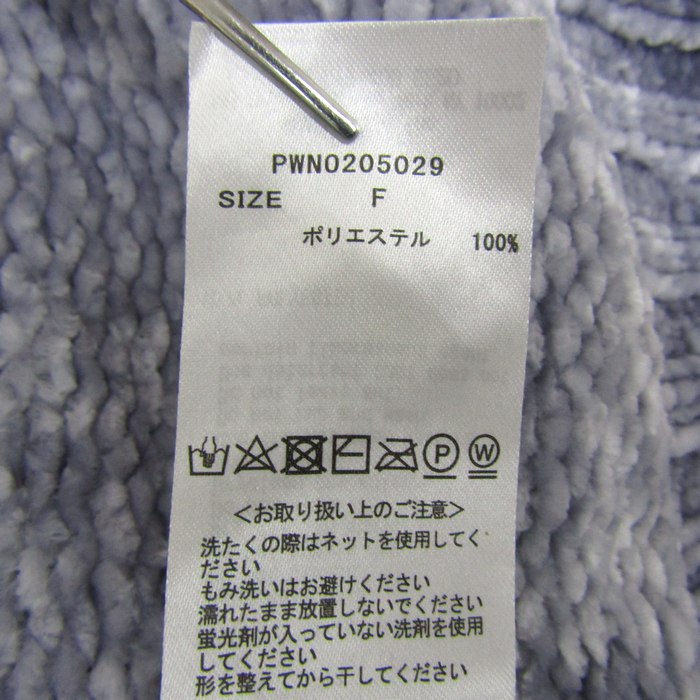 PWN0205029
SIZE F
ポリエステル 100%
P W
<お取り扱い上のご注意>
洗たくの際はネットを使用してく
ださい
もみ洗いはお避けください
濡れたまま放置しないでください
蛍光剤が入っていない洗剤を使用
してください
形を整えてから干してください